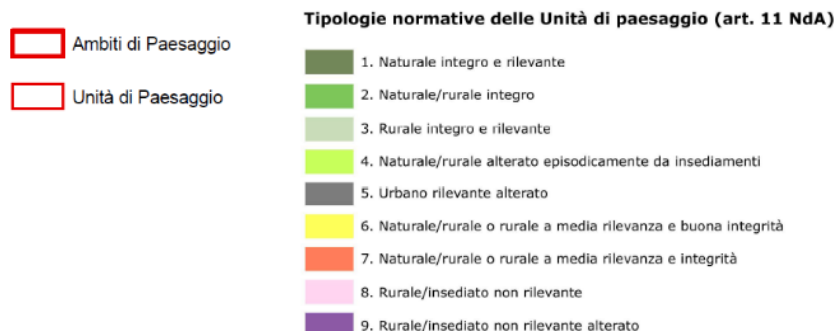 Ambiti di Paesaggio
Unità di Paesaggio
Tipologie normative delle Unità di paesaggio (art. 11 NdA)
1. Naturale integro e rilevante
2. Naturale/rurale integro
3. Rurale integro e rilevante
4. Naturale/rurale alterato episodicamente da insediamenti
5. Urbano rilevante alterato
6. Naturale/rurale o rurale a media rilevanza e buona integrità
7. Naturale/rurale o rurale a media rilevanza e integrità
8. Rurale/insediato non rilevante
9. Rurale/insediato non rilevante alterato